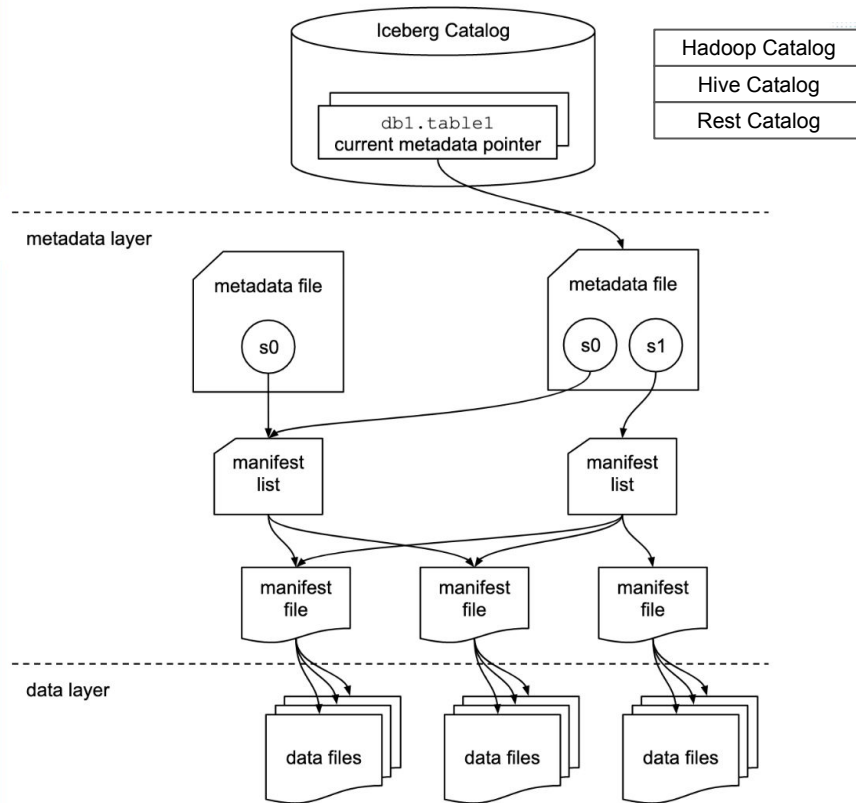 Iceberg Catalog
db1.table1
current metadata pointer
Hadoop Catalog
Hive Catalog
Rest Catalog
metadata layer
metadata file
s0
metadata file
s0
s1
manifest
list
manifest
list
manifest
file
manifest
file
manifest
file
data layer
data files
data files
data files